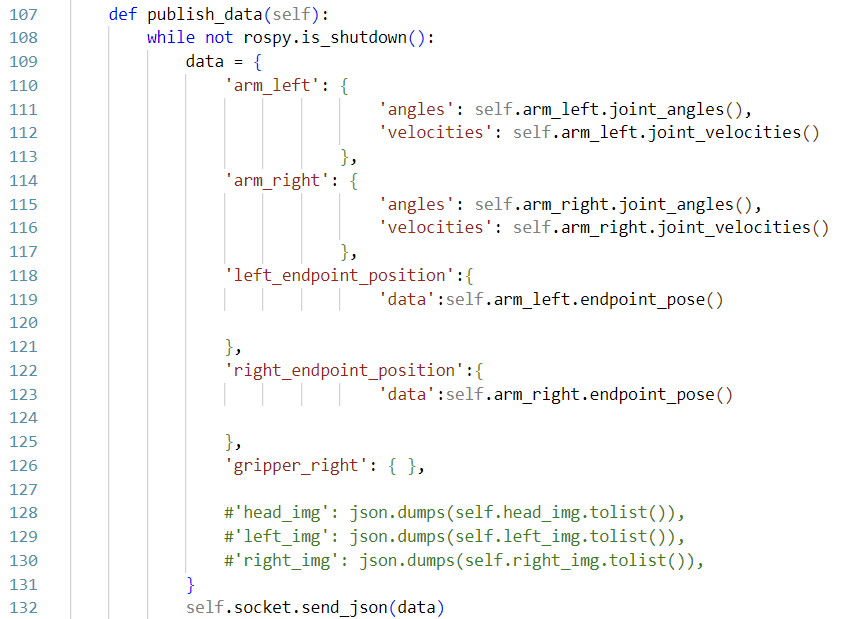 107 def publish_data(self):
108 while not rospy.is_shutdown():
109 data = {
110 'arm_left': {
111 'angles': self.arm_left.joint_angles(),
112 'velocities': self.arm_left.joint_velocities()
113 },
114 'arm_right': {
115 'angles': self.arm_right.joint_angles(),
116 'velocities': self.arm_right.joint_velocities()
117 },
118 'left_endpoint_position':{
119 'data':self.arm_left.endpoint_pose()
120
121 },
122 'right_endpoint_position':{
123 'data':self.arm_right.endpoint_pose()
124
125 },
126 'gripper_right': { },
127
128 #'head_img': json.dumps(self.head_img.tolist()),
129 #'left_img': json.dumps(self.left_img.tolist()),
130 #'right_img': json.dumps(self.right_img.tolist()),
131 }
132 self.socket.send_json(data)